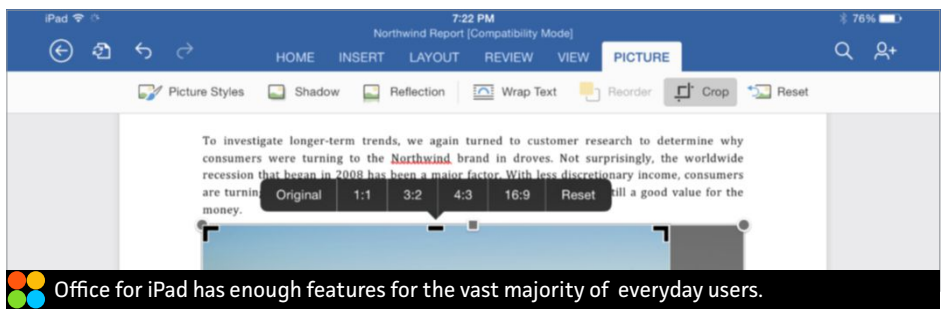 iPad 7:22 PM 76%
Northwind Report [Compatibility Mode]
HOME INSERT LAYOUT REVIEW VIEW PICTURE
Picture Styles Shadow Reflection Wrap Text Reorder Crop Reset
To investigate longer-term trends, we again turned to customer research to determine why
consumers were turning to the Northwind brand in droves. Not surprisingly, the worldwide
recession that began in 2008 has been a major factor. With less discretionary income, consumers
are turning till a good value for the
money.
Original 1:1 3:2 4:3 16:9 Reset
Office for iPad has enough features for the vast majority of everyday users.